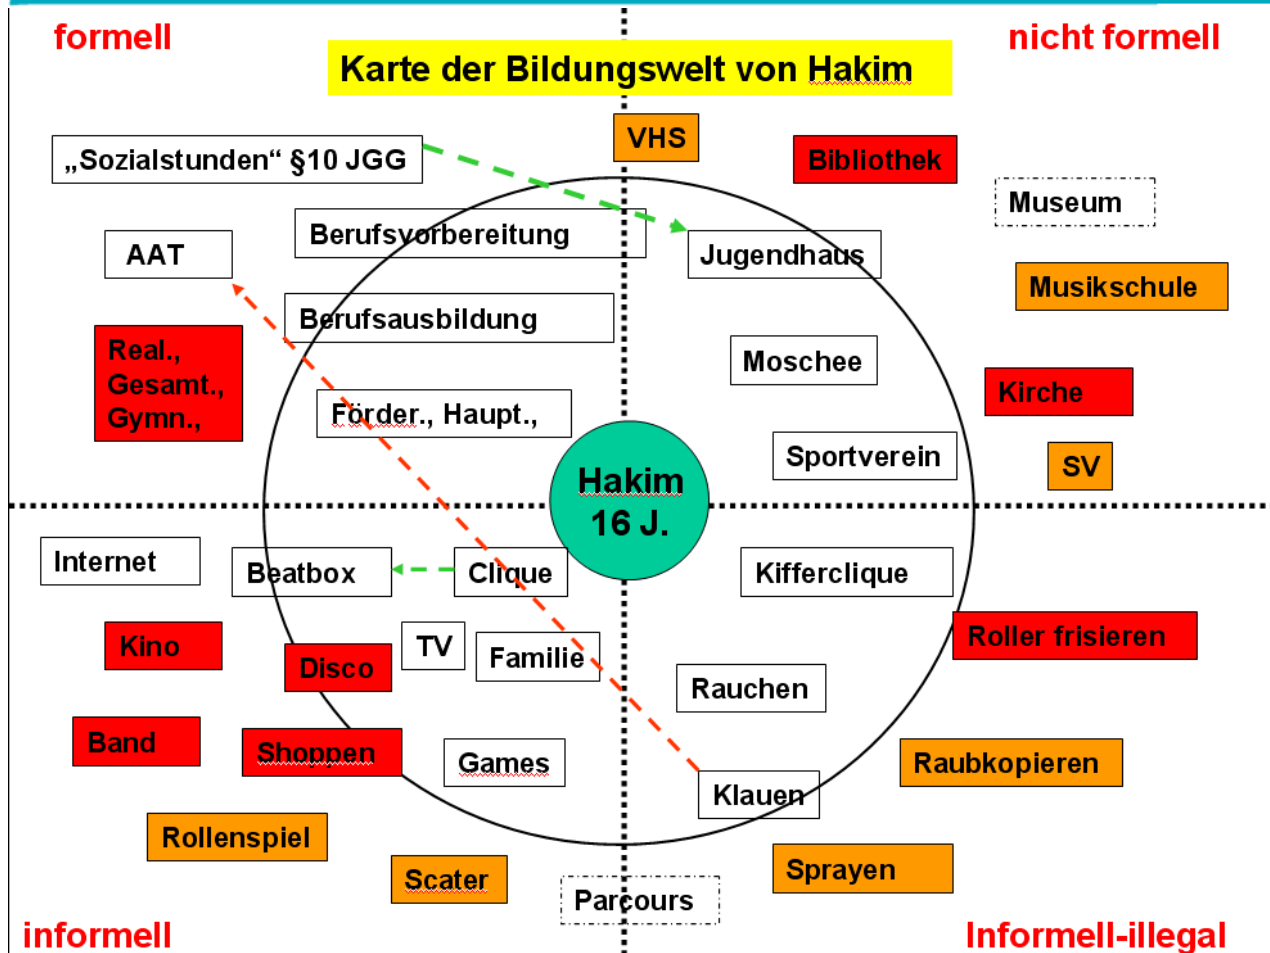 formell
nicht formell
Karte der Bildungswelt von Hakim
VHS
„Sozialstunden“ §10 JGG
Bibliothek
Museum
Berufsvorbereitung
AAT
Jugendhaus
Musikschule
Berufsausbildung
Real.,
Gesamt.,
Gymn.,
Moschee
Kirche
Förder., Haupt.,
Sportverein
SV
Hakim
16 J.
Internet
Beatbox
Clique
Kifferclique
Kino
Disco
TV
Familie
Roller frisieren
Rauchen
Band
Shoppen
Games
Raubkopieren
Klauen
Rollenspiel
Scater
Sprayen
Parcours
informell
Informell-illegal